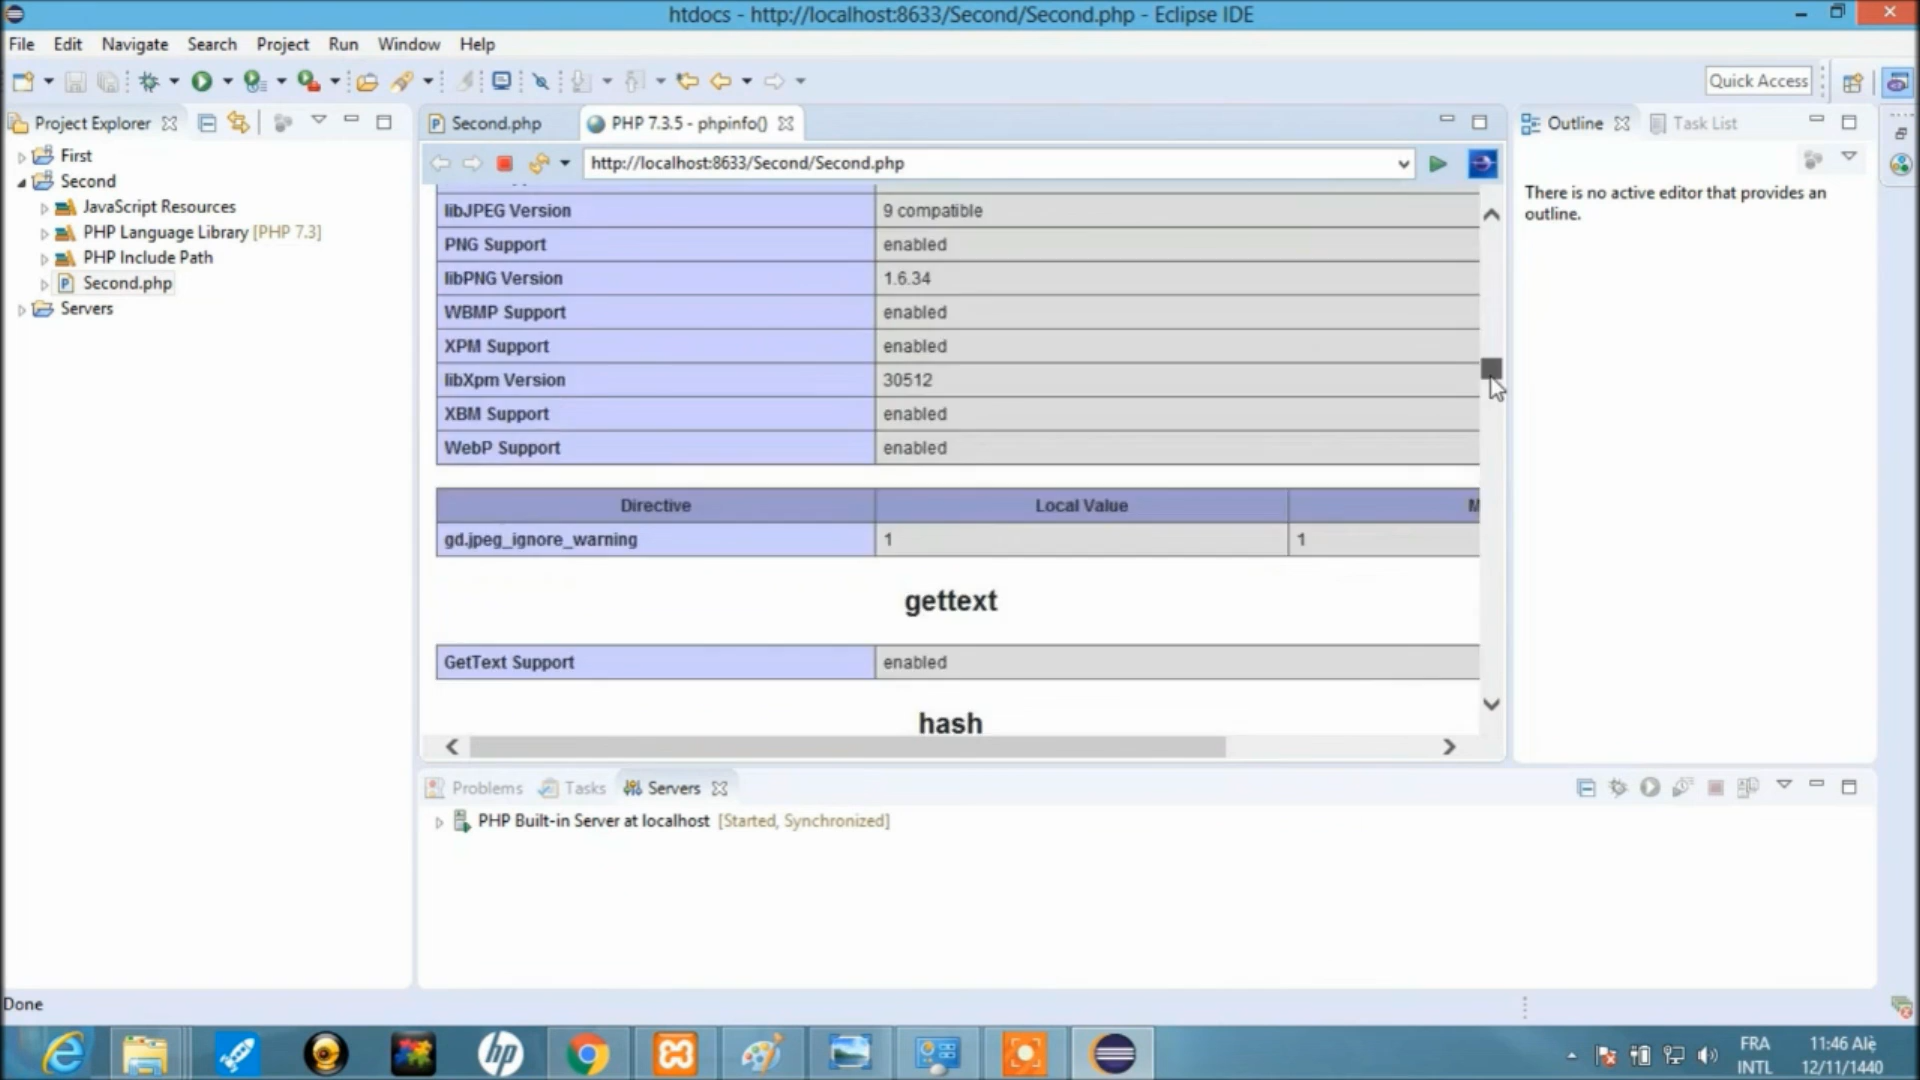 htdocs - http://localhost:8633/Second/Second.php - Eclipse IDE
File Edit Navigate Search Project Run Window Help
Quick Access
Project Explorer
Second.php
PHP 7.3.5 - phpinfo()
Outline
Task List
http://localhost:8633/Second/Second.php
First
Second
JavaScript Resources
PHP Language Library [PHP 7.3]
PHP Include Path
Second.php
Servers
There is no active editor that provides an
outline.
libJPEG Version 9 compatible
PNG Support enabled
libPNG Version 1.6.34
WBMP Support enabled
XPM Support enabled
libXpm Version 30512
XBM Support enabled
WebP Support enabled
Directive Local Value M
gd.jpeg_ignore_warning 1 1
gettext
GetText Support enabled
hash
Problems Tasks Servers
PHP Built-in Server at localhost [Started, Synchronized]
Done
FRA 11:46 Alè
INTL 12/11/1440